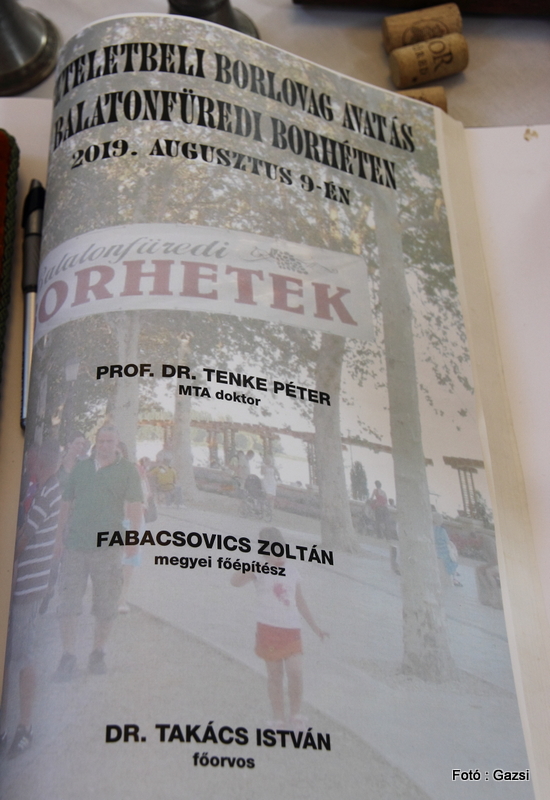 BORLOVAG AVATÁS
BALATONFÜREDI BORHÉTEN
2019. AUGUSZTUS 9-ÉN
Balatonfüredi
ORHETEK
PROF. DR. TENKE PÉTER
MTA doktor
FABACSOVICS ZOLTÁN
megyei főépítész
DR. TAKÁCS ISTVÁN
főorvos
Fotó : Gazsi